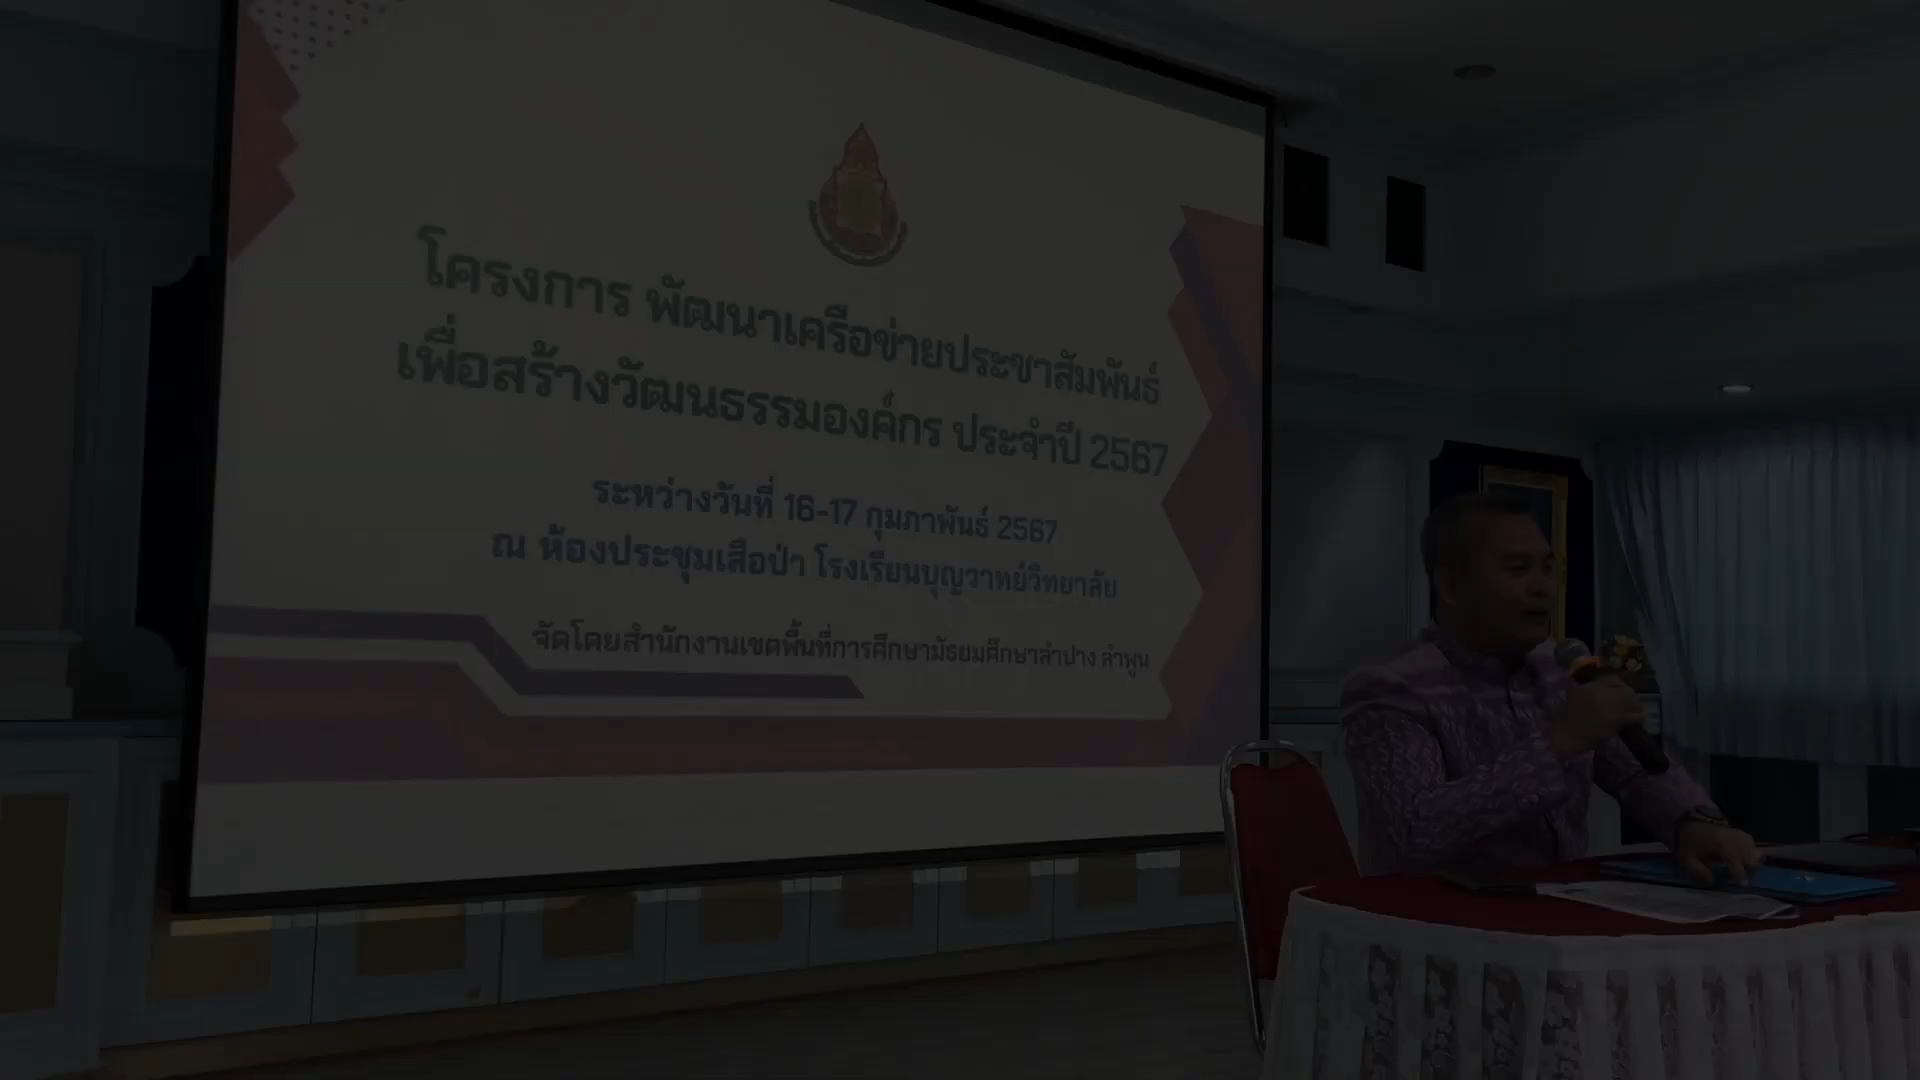 โครงการ พัฒนาเครือข่ายประชาสัมพันธ์
เพื่อสร้างวัฒนธรรมองค์กร ประจำปี 2567
ระหว่างวันที่ 16-17 กุมภาพันธ์ 2567
ณ ห้องประชุมเสือป่า โรงเรียนบุญวาทย์วิทยาลัย
จัดโดยสำนักงานเขตพื้นที่การศึกษามัธยมศึกษาลำปาง ลำพูน